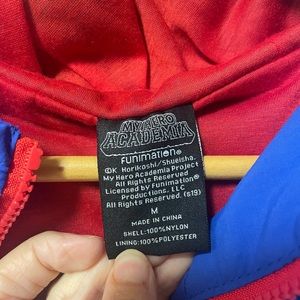 MY HERO
ACADEMIA
FUNIMATION®
©K Horikoshi/Shueisha,
My Hero Academia Project
All Rights Reserved.
Licensed by Funimation®
Productions, LLC
All Rights Reserved. (s19)
M
MADE IN CHINA
SHELL:100%NYLON
LINING:100%POLYESTER